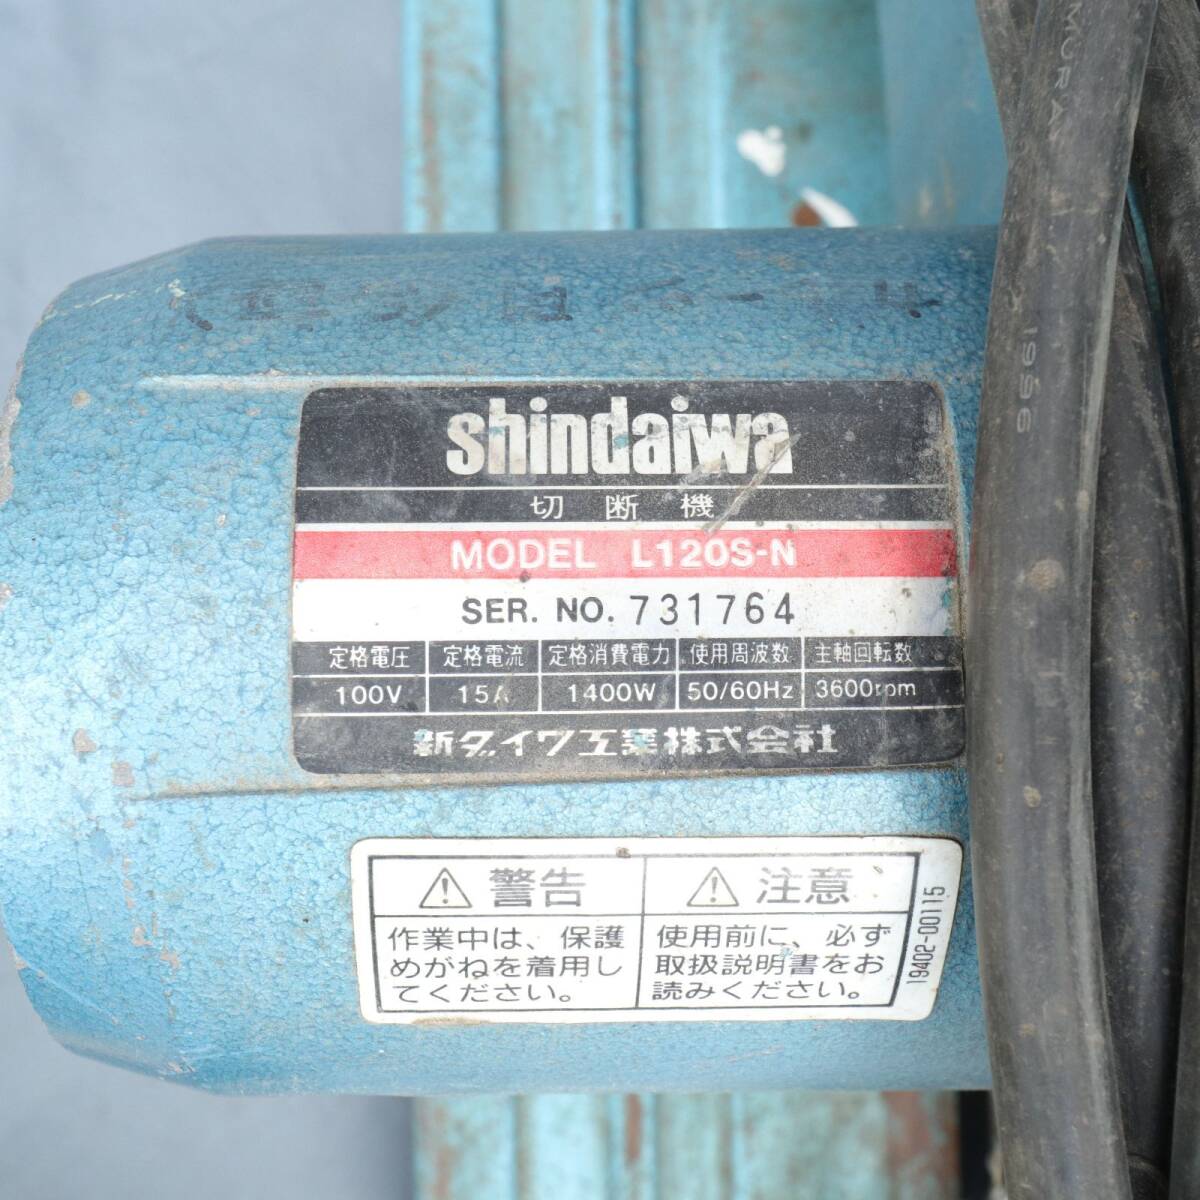 shindaiwa
切断機
MODEL L120S-N
SER. NO. 731764
定格電圧 定格電流 定格消費電力 使用周波数 主軸回転数
100V 15A 1400W 50/60Hz 3600rpm
新ダイワ工業株式会社
警告
作業中は、保護
めがねを着用し
てください。
注意
使用前に、必ず
取扱説明書をお
読みください。
19402-00115
1996